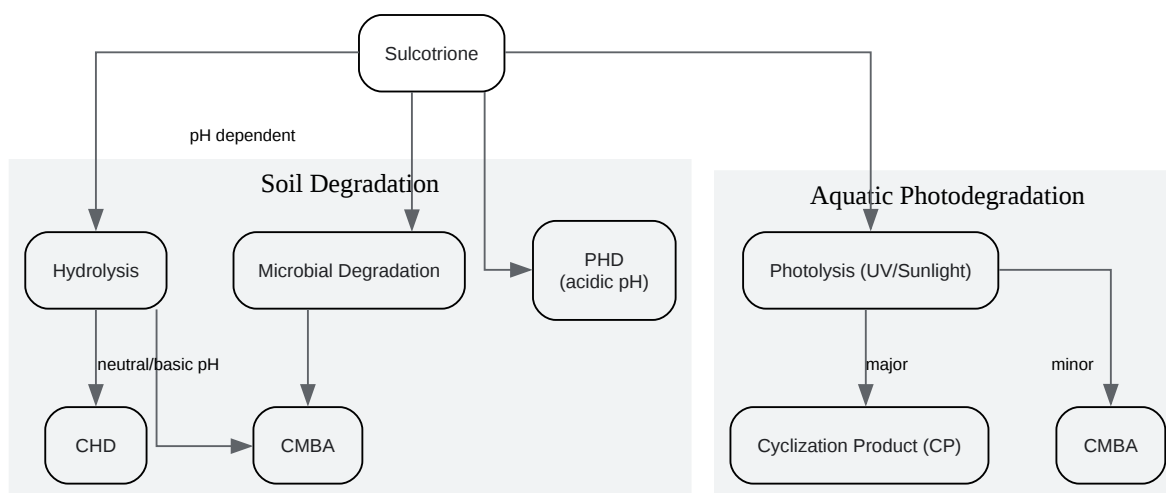 Sulcotrione
pH dependent
Soil Degradation
Aquatic Photodegradation
Hydrolysis
Microbial Degradation
PHD
(acidic pH)
Photolysis (UV/Sunlight)
neutral/basic pH
major
minor
CHD
CMBA
Cyclization Product (CP)
CMBA